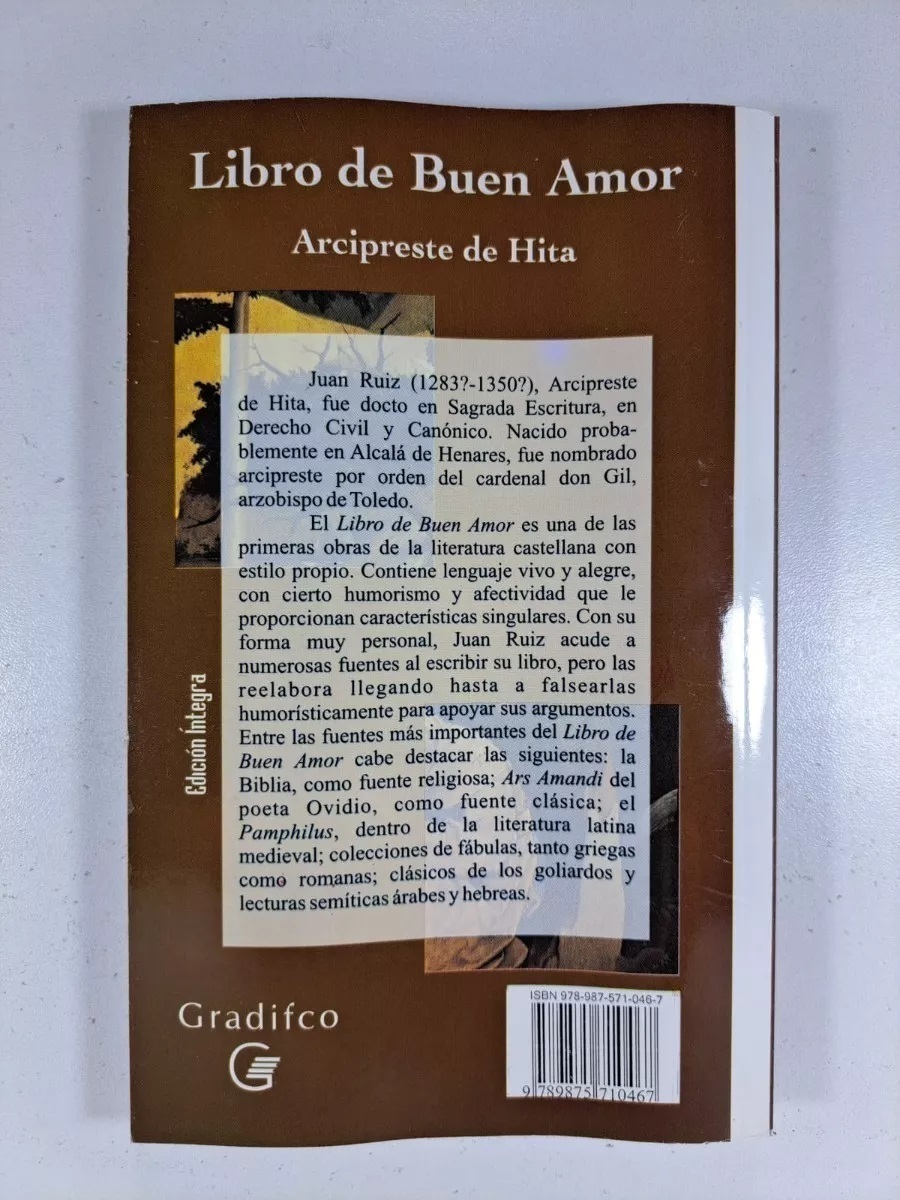 Libro de Buen Amor
Arcipreste de Hita
Juan Ruiz (1283?-1350?), Arcipreste
de Hita, fue docto en Sagrada Escritura, en
Derecho Civil y Canónico. Nacido proba-
blemente en Alcalá de Henares, fue nombrado
arcipreste por orden del cardenal don Gil,
arzobispo de Toledo.
El Libro de Buen Amor es una de las
primeras obras de la literatura castellana con
estilo propio. Contiene lenguaje vivo y alegre,
con cierto humorismo y afectividad que le
proporcionan características singulares. Con su
forma muy personal, Juan Ruiz acude a
numerosas fuentes al escribir su libro, pero las
reelabora llegando hasta a falsearlas
humorísticamente para apoyar sus argumentos.
Entre las fuentes más importantes del Libro de
Buen Amor cabe destacar las siguientes: la
Biblia, como fuente religiosa; Ars Amandi del
poeta Ovidio, como fuente clásica; el
Pamphilus, dentro de la literatura latina
medieval; colecciones de fábulas, tanto griegas
como romanas; clásicos de los goliardos y
lecturas semíticas árabes y hebreas.
Edición Íntegra
Gradifco
G
ISBN 978-987-571-046-7
9 789875 710467